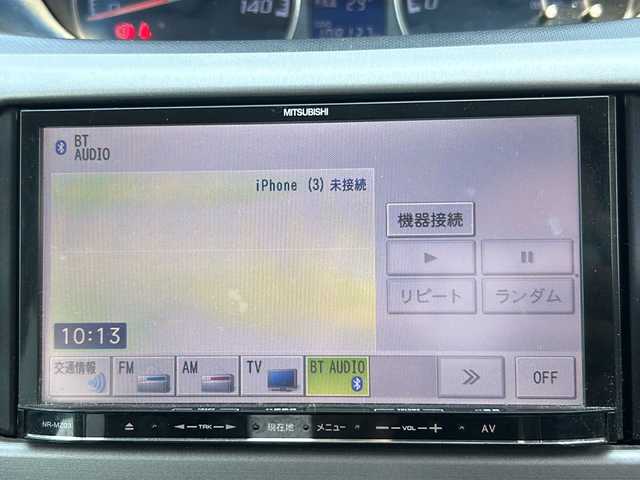 1403
MITSUBISHI
BT
AUDIO
iPhone (3) 未接続
機器接続
リピート ランダム
10:13
交通情報 FM AM TV BT AUDIO OFF
TRK 現在地 メニュー VOL AV